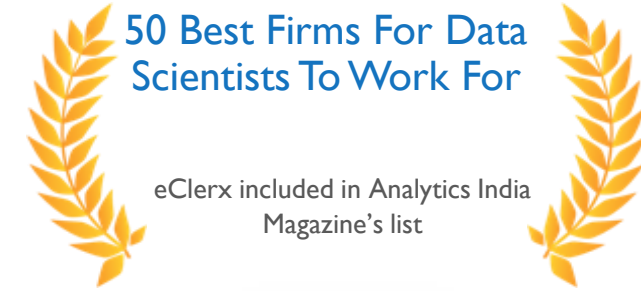 50 Best Firms For Data
Scientists To Work For
eClerx included in Analytics India
Magazine’s list